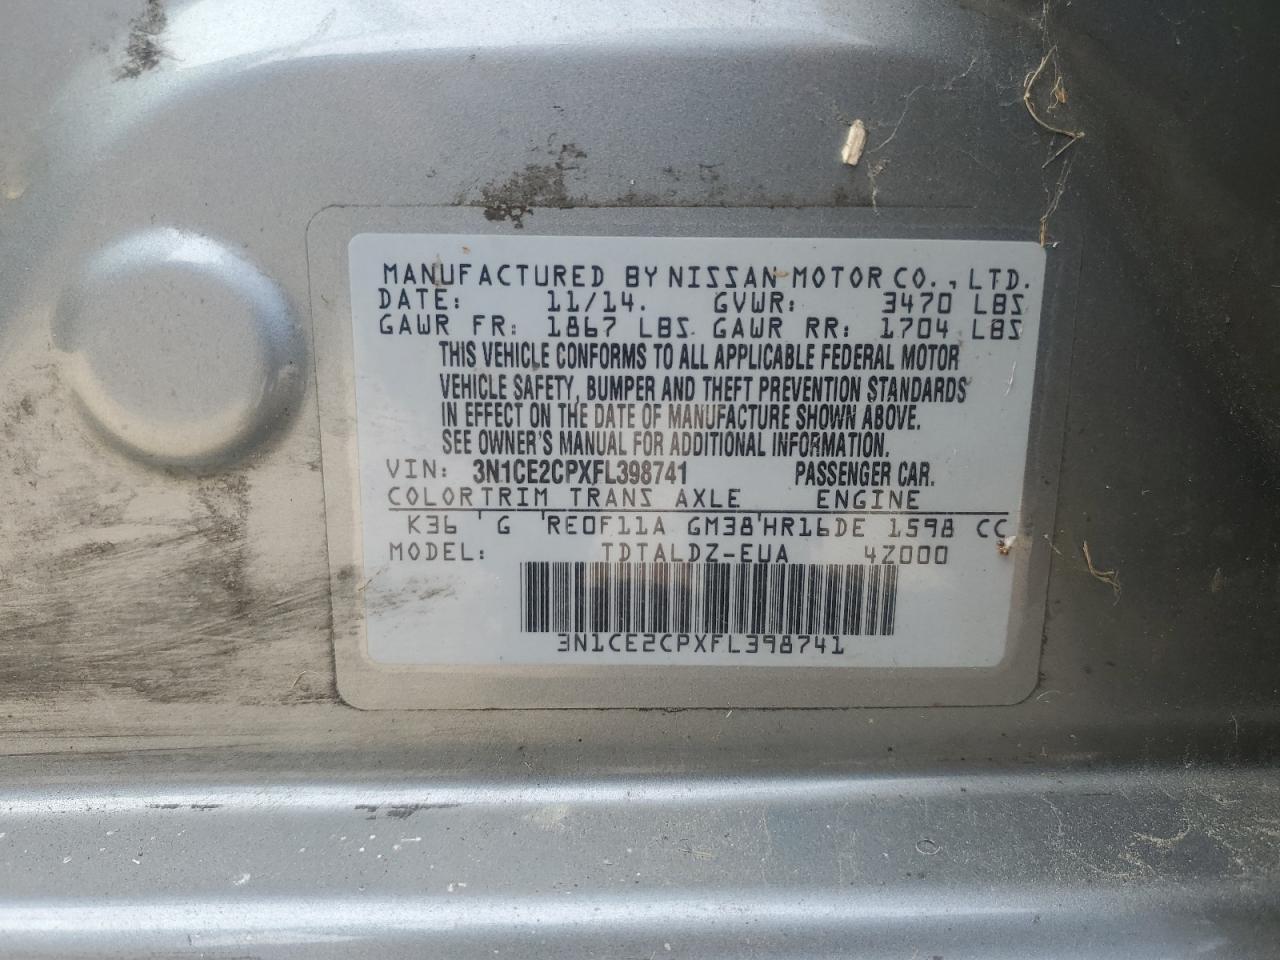 MANUFACTURED BY NISSAN MOTOR CO., LTD.
DATE: 11/14. GVWR: 3470 LBS
GAWR FR: 1867 LBS. GAWR RR: 1704 LBS
THIS VEHICLE CONFORMS TO ALL APPLICABLE FEDERAL MOTOR
VEHICLE SAFETY, BUMPER AND THEFT PREVENTION STANDARDS
IN EFFECT ON THE DATE OF MANUFACTURE SHOWN ABOVE.
SEE OWNER'S MANUAL FOR ADDITIONAL INFORMATION.
VIN: 3N1CE2CPXFL398741 PASSENGER CAR.
COLOR TRIM TRANS AXLE ENGINE
K36 G RE0F11A GM38 HR16DE 1598 CC
MODEL: TDTALDZ-EUA 4Z000
3N1CE2CPXFL398741